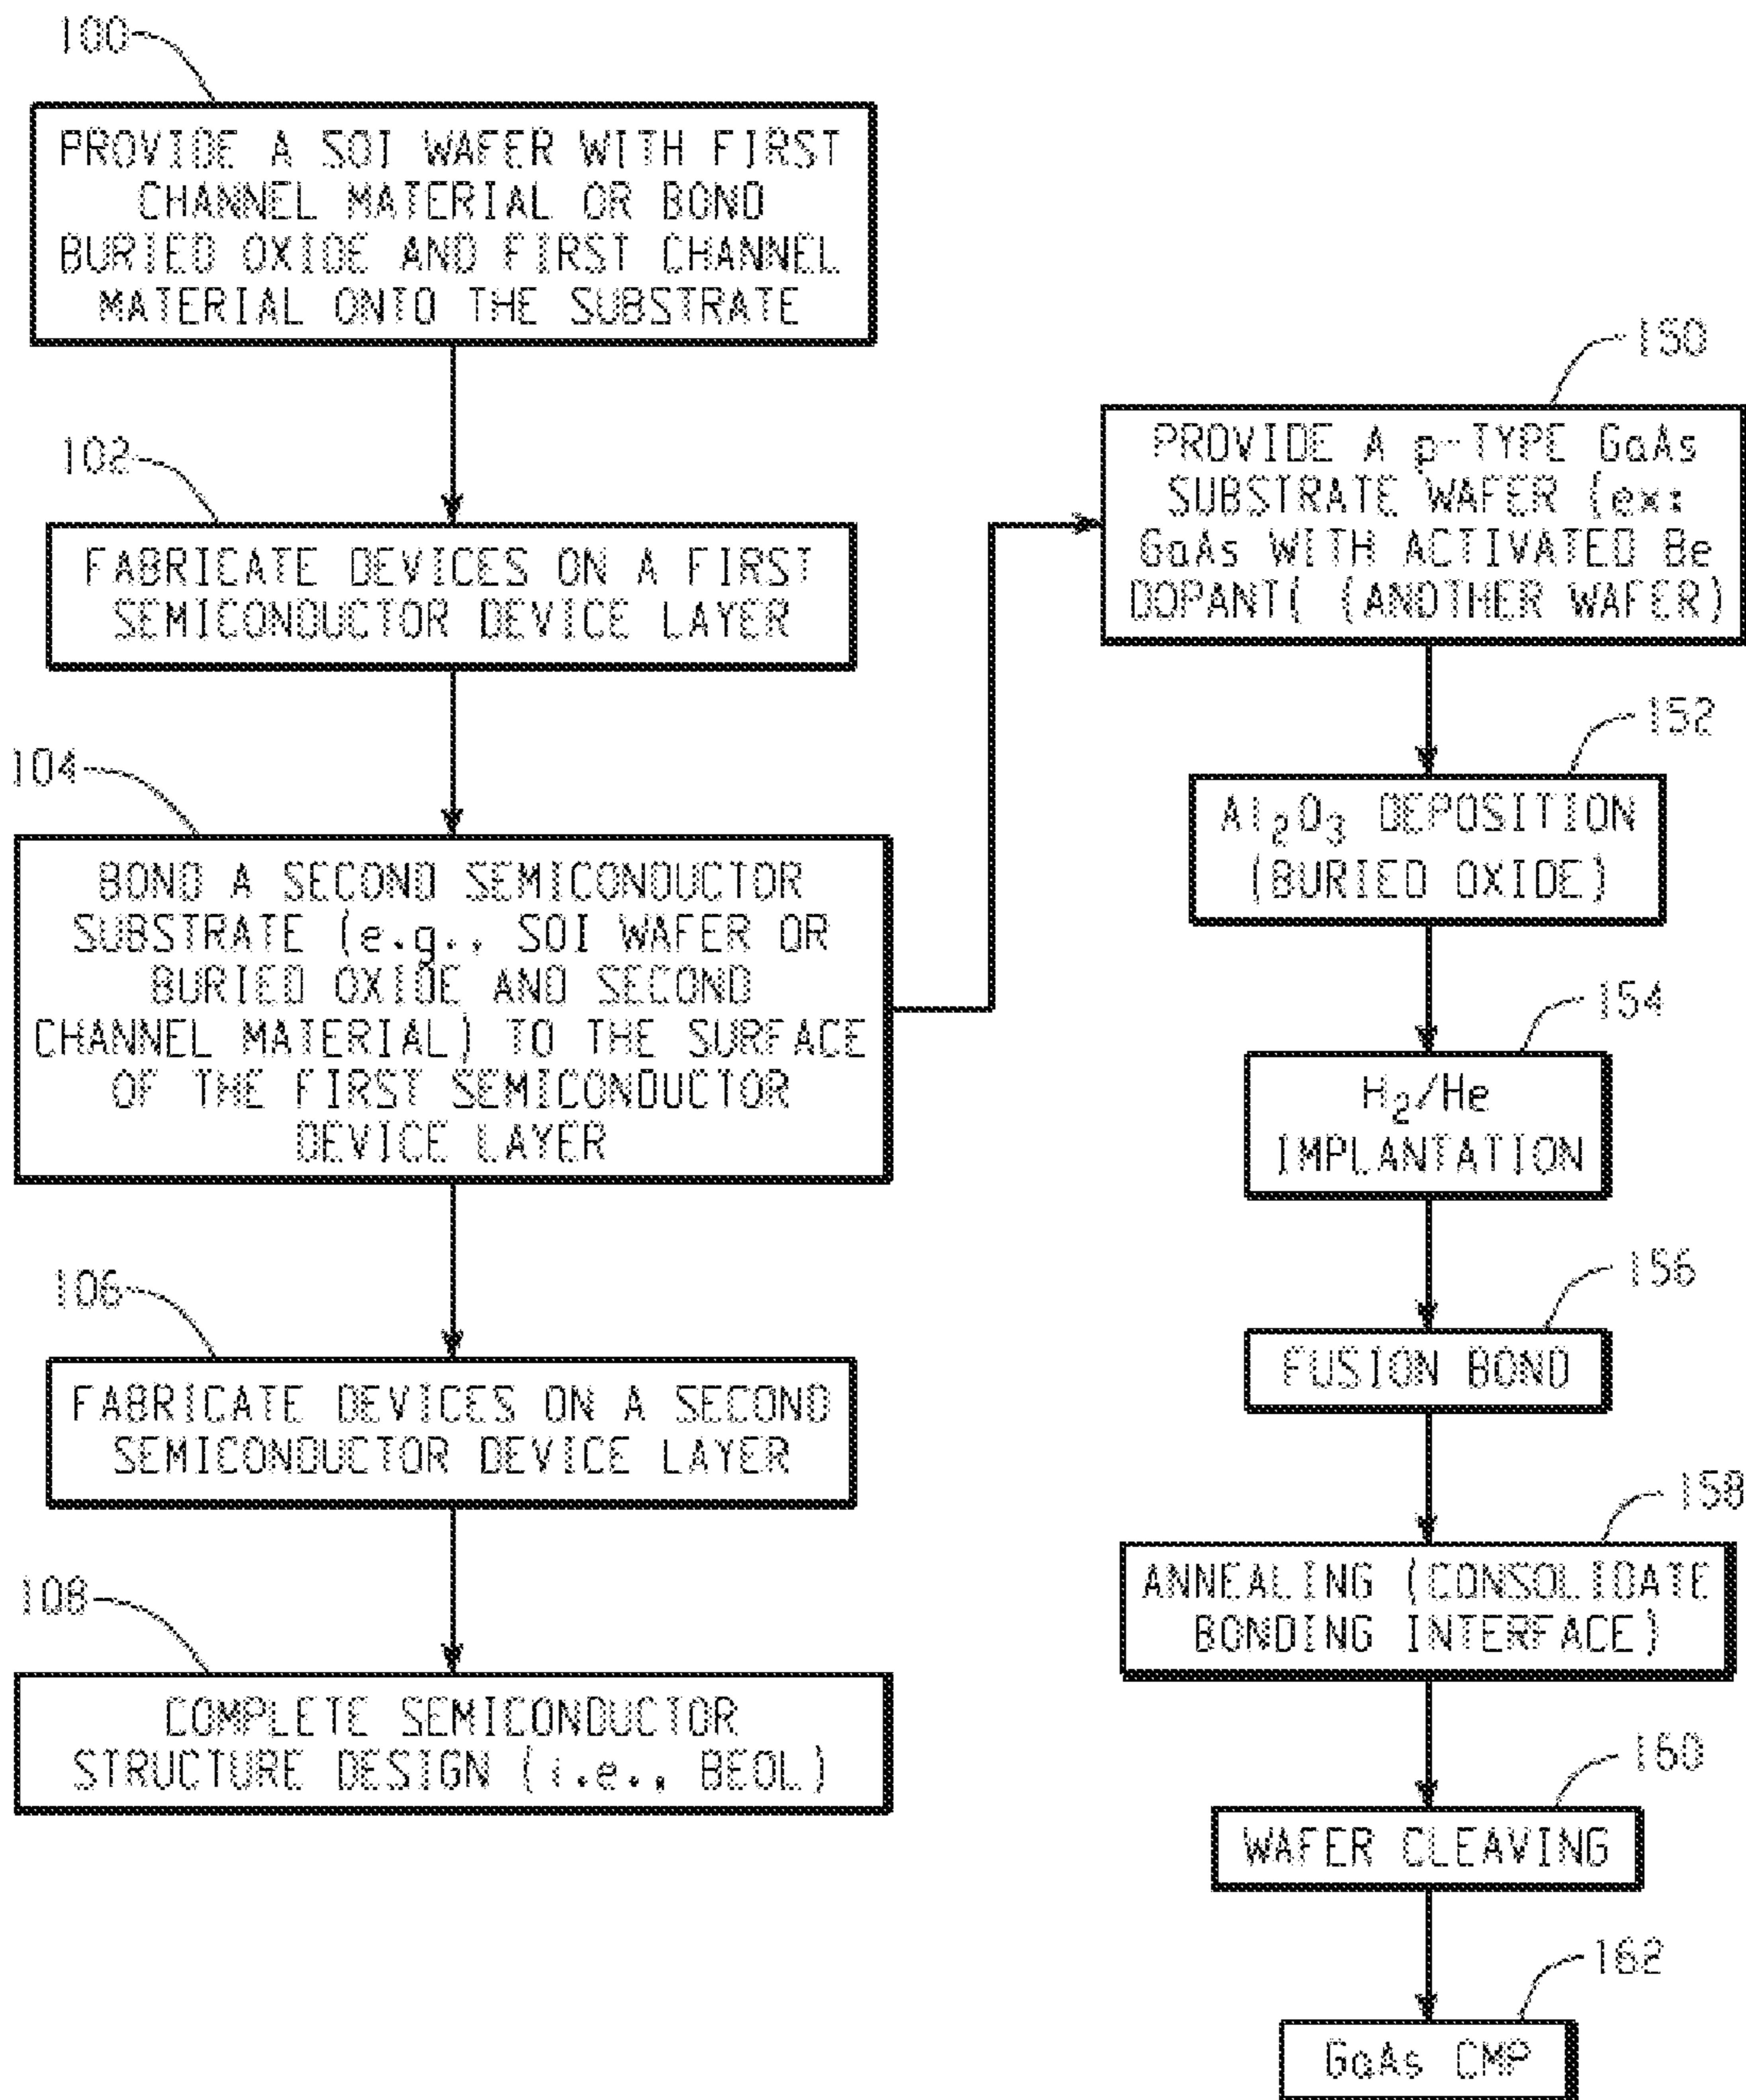 100
PROVIDE A SOI WAFER WITH FIRST
CHANNEL MATERIAL OR BOND
BURIED OXIDE AND FIRST CHANNEL
MATERIAL ONTO THE SUBSTRATE
102
FABRICATE DEVICES ON A FIRST
SEMICONDUCTOR DEVICE LAYER
104
BOND A SECOND SEMICONDUCTOR
SUBSTRATE (e.g., SOI WAFER OR
BURIED OXIDE AND SECOND
CHANNEL MATERIAL) TO THE SURFACE
OF THE FIRST SEMICONDUCTOR
DEVICE LAYER
106
FABRICATE DEVICES ON A SECOND
SEMICONDUCTOR DEVICE LAYER
108
COMPLETE SEMICONDUCTOR
STRUCTURE DESIGN (i.e., BEOL)
150
PROVIDE A p-TYPE GaAs
SUBSTRATE WAFER (ex:
GaAs WITH ACTIVATED Be
DOPANT( (ANOTHER WAFER)
152
Al₂O₃ DEPOSITION
(BURIED OXIDE)
154
H₂/He
IMPLANTATION
156
FUSION BOND
158
ANNEALING (CONSOLIDATE
BONDING INTERFACE)
160
WAFER CLEAVING
162
GaAs CMP